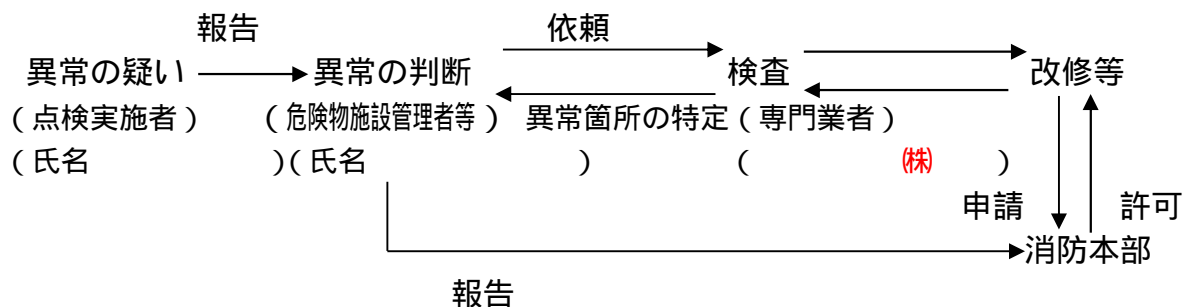 報告
依頼
異常の疑い
異常の判断
検査
改修等
(点検実施者)
(危険物施設管理者等)
異常箇所の特定
(専門業者)
(氏名 )
(氏名 )
( ㈱ )
申請
許可
消防本部
報告